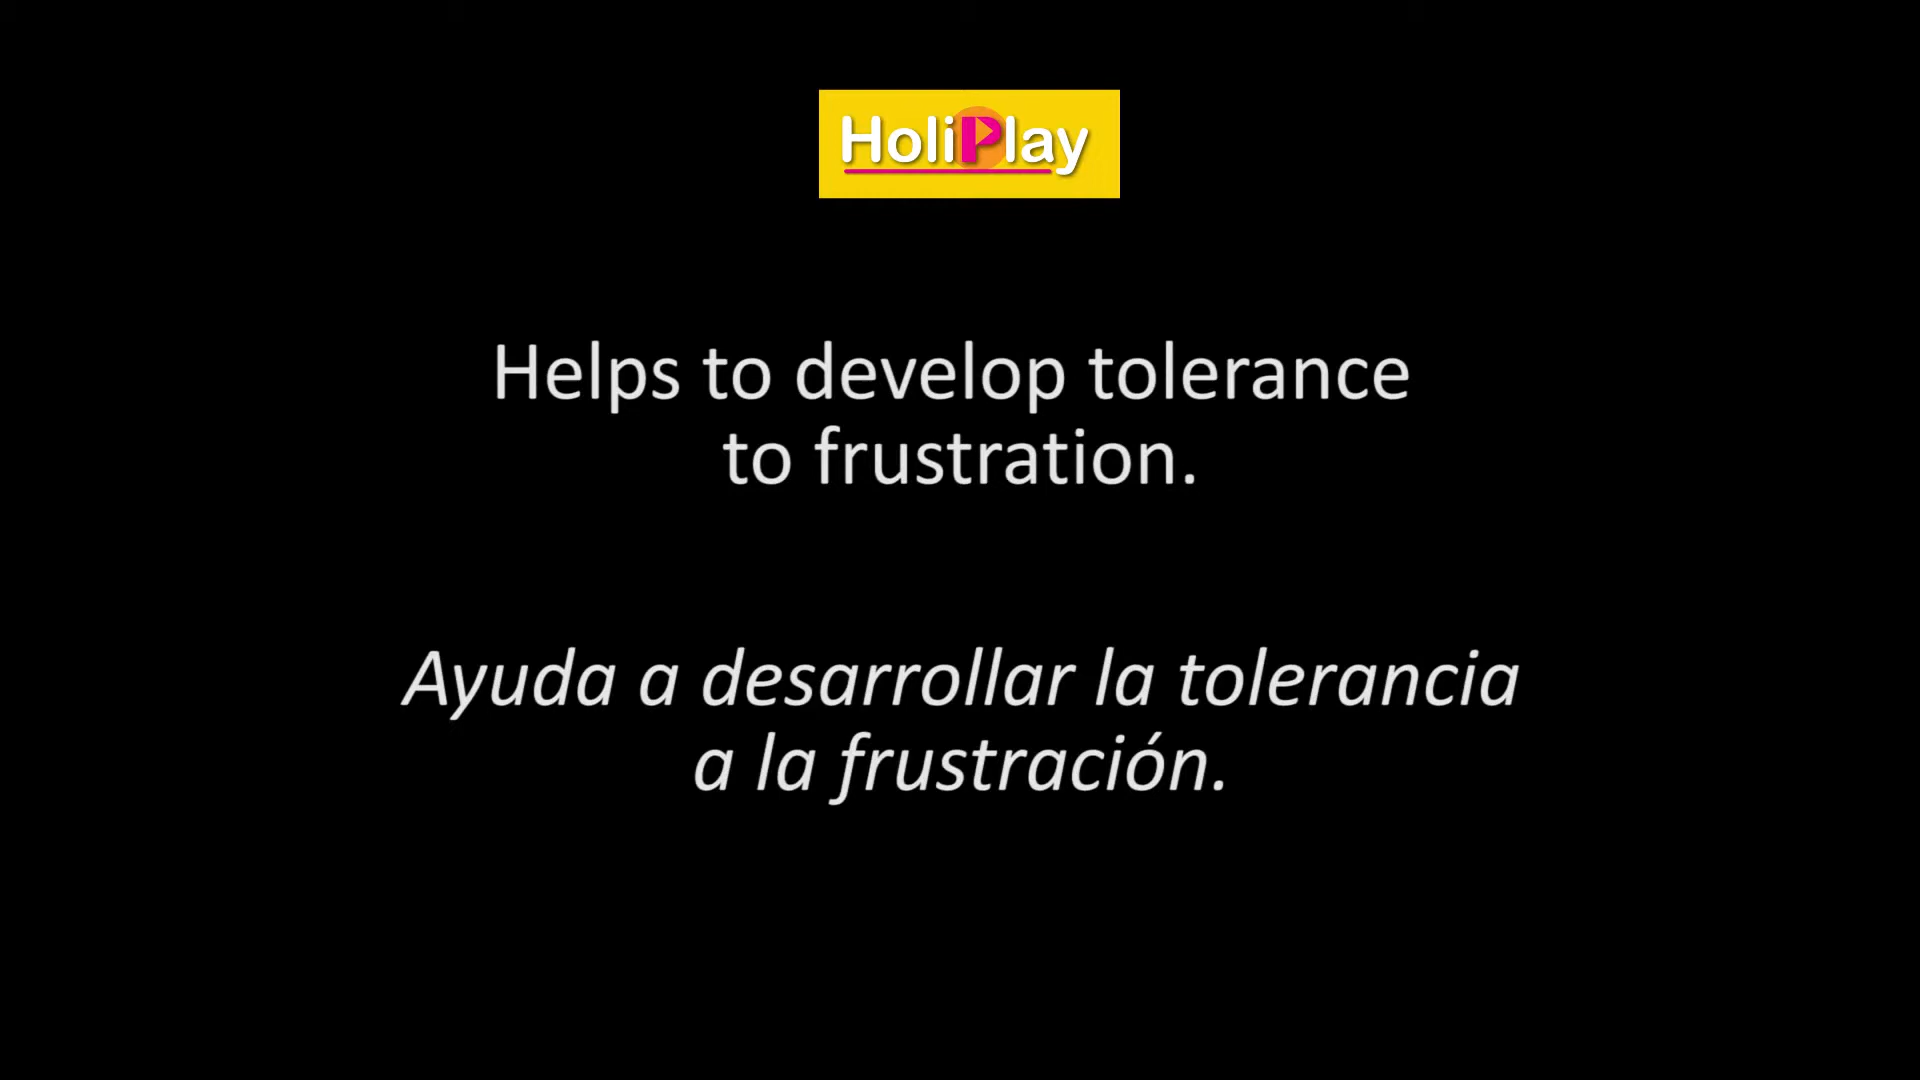 HoliPlay
Helps to develop tolerance
to frustration.
Ayuda a desarrollar la tolerancia
a la frustración.